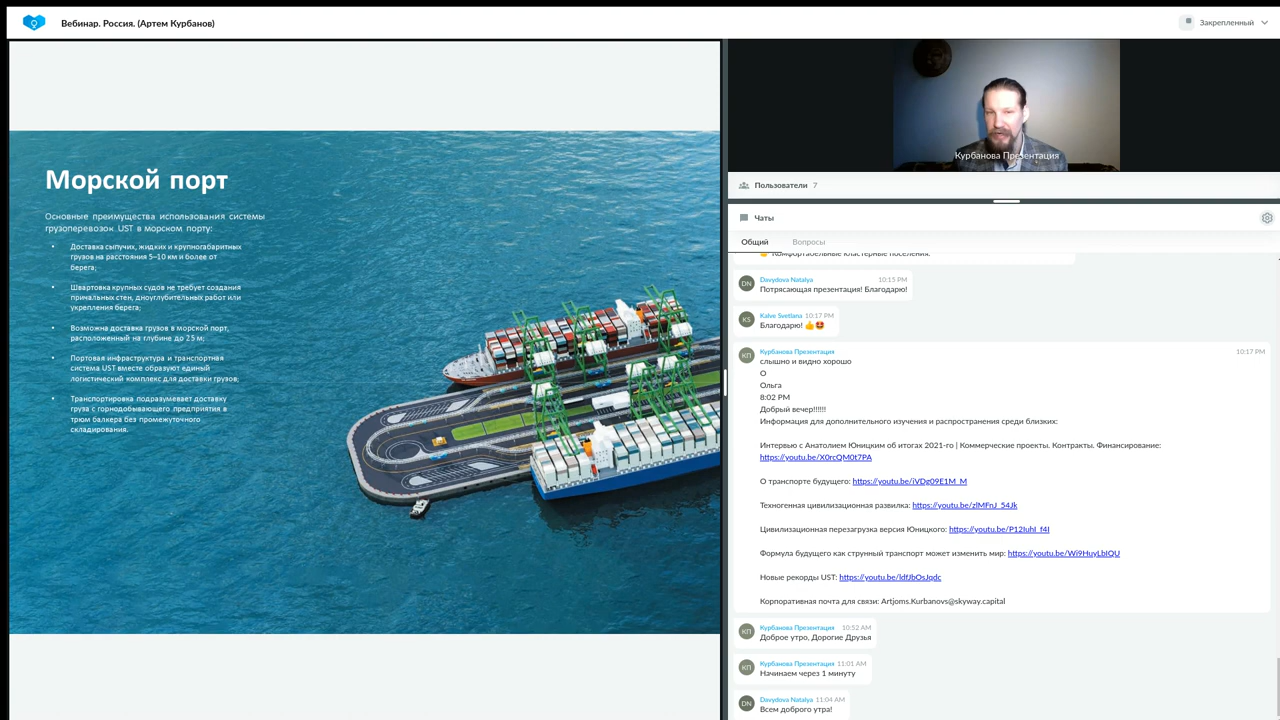 Вебинар. Россия. (Артем Курбанов)
Закрепленный
Морской порт
Основные преимущества использования системы
грузоперевозок UST в морском порту:
• Доставка сыпучих, жидких и крупногабаритных
грузов на расстояния 5–10 км и более от
берега;
• Швартовка крупных судов не требует создания
причальных стен, дноуглубительных работ или
укрепления берега;
• Возможна доставка грузов в морской порт,
расположенный на глубине до 25 м;
• Портовая инфраструктура и транспортная
система UST вместе образуют единый
логистический комплекс для доставки грузов;
• Транспортировка подразумевает доставку
груза с горнодобывающего предприятия в
трюм балкера без промежуточного
складирования.
Курбанова Презентация
Пользователи 7
Чаты
Общий Вопросы
Комфортабельные кластерные поселения.
DN Davydova Natalya 10:15 PM
Потрясающая презентация! Благодарю!
KS Kalve Svetlana 10:17 PM
Благодарю! 👍🤩
КП Курбанова Презентация 10:17 PM
слышно и видно хорошо
О
Ольга
8:02 PM
Добрый вечер!!!!!!
Информация для дополнительного изучения и распространия среди близких:
Интервью с Анатолием Юницким об итогах 2021-го | Коммерческие проекты. Контракты. Финансирование:
https://youtu.be/X0rcQM0t7PA
О транспорте будущего: https://youtu.be/iVDg09E1M_M
Техногенная цивилизационная развилка: https://youtu.be/zlMFnJ_54Jk
Цивилизационная перезагрузка версия Юницкого: https://youtu.be/P12IuhI_f4I
Формула будущего как струнный транспорт может изменить мир: https://youtu.be/Wi9HuyLbIQU
Новые рекорды UST: https://youtu.be/ldfJbOsJqdc
Корпоративная почта для связи: Artjoms.Kurbanovs@skyway.capital
КП Курбанова Презентация 10:52 AM
Доброе утро, Дорогие Друзья
КП Курбанова Презентация 11:01 AM
Начинаем через 1 минуту
DN Davydova Natalya 11:04 AM
Всем доброго утра!